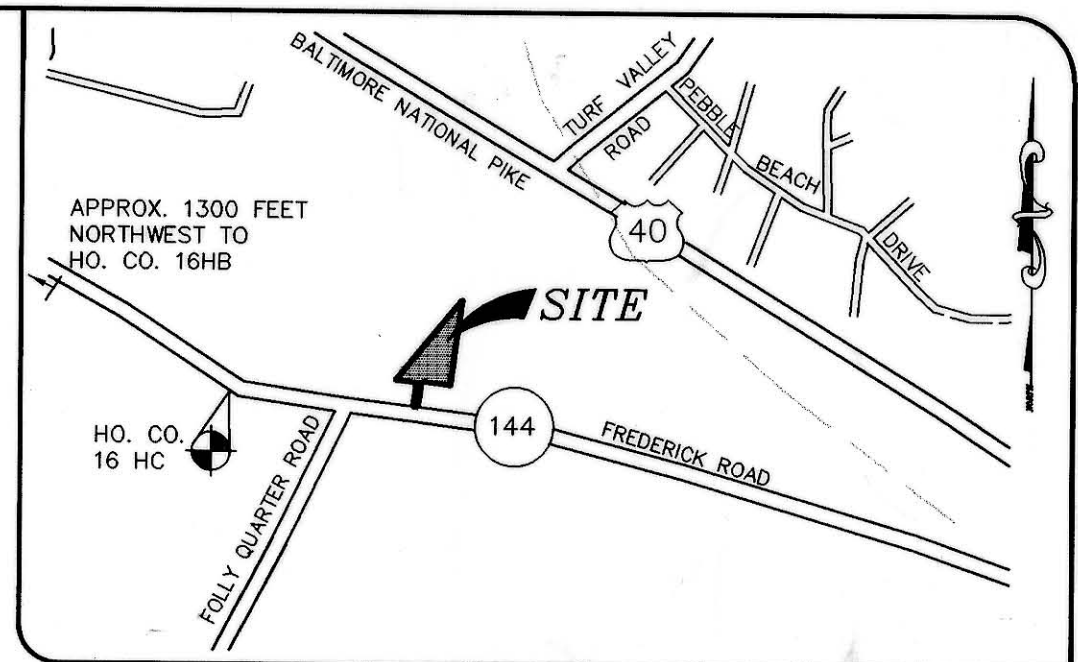 BALTIMORE NATIONAL PIKE
TURF VALLEY
ROAD
PEBBLA
BEACH
DRIVE
40
APPROX. 1300 FEET
NORTHWEST TO
HO. CO. 16HB
SITE
HO. CO.
16 HC
144
FREDERICK ROAD
FOLLY QUARTER ROAD